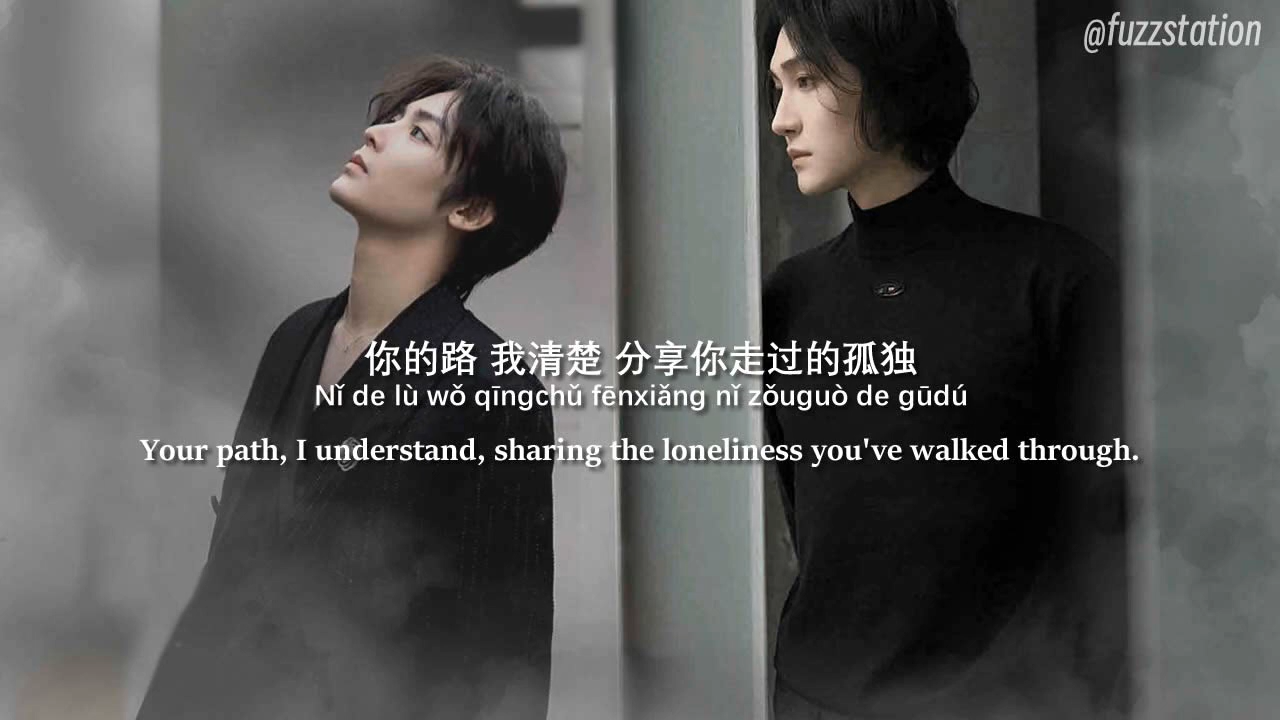 @fuzzstation
你的路 我清楚 分享你走过的孤独
Nǐ de lù wǒ qīngchǔ fēnxiǎng nǐ zǒuguò de gūdú
Your path, I understand, sharing the loneliness you've walked through.